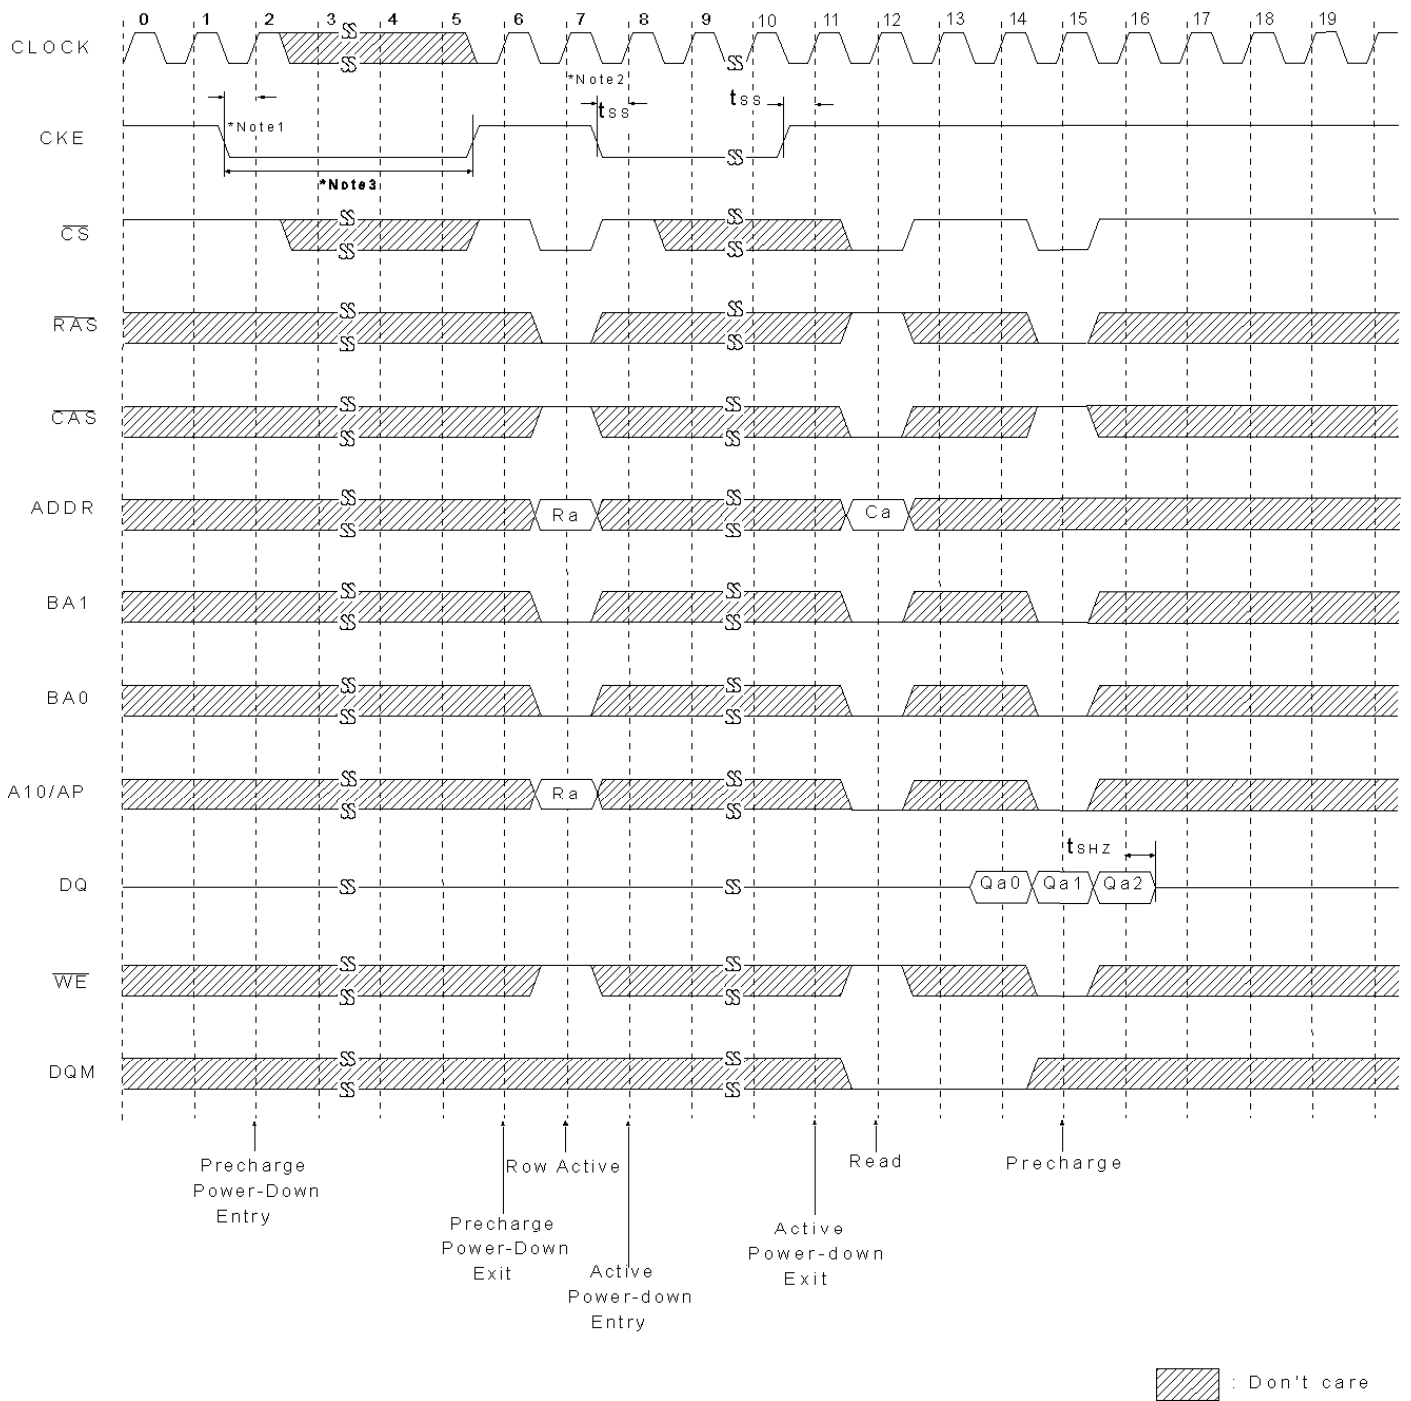 0 1 2 3 4 5 6 7 8 9 10 11 12 13 14 15 16 17 18 19
CLOCK
*Note2
tSS
tSS
*Note1
CKE
*Note3
CS
RAS
CAS
ADDR
Ra
Ca
BA1
BA0
A10/AP
Ra
tSHZ
DQ
Qa0 Qa1 Qa2
WE
DQM
Precharge
Power-Down
Entry
Row Active
Precharge
Power-Down
Exit
Active
Power-down
Entry
Active
Power-down
Exit
Read
Precharge
: Don't care